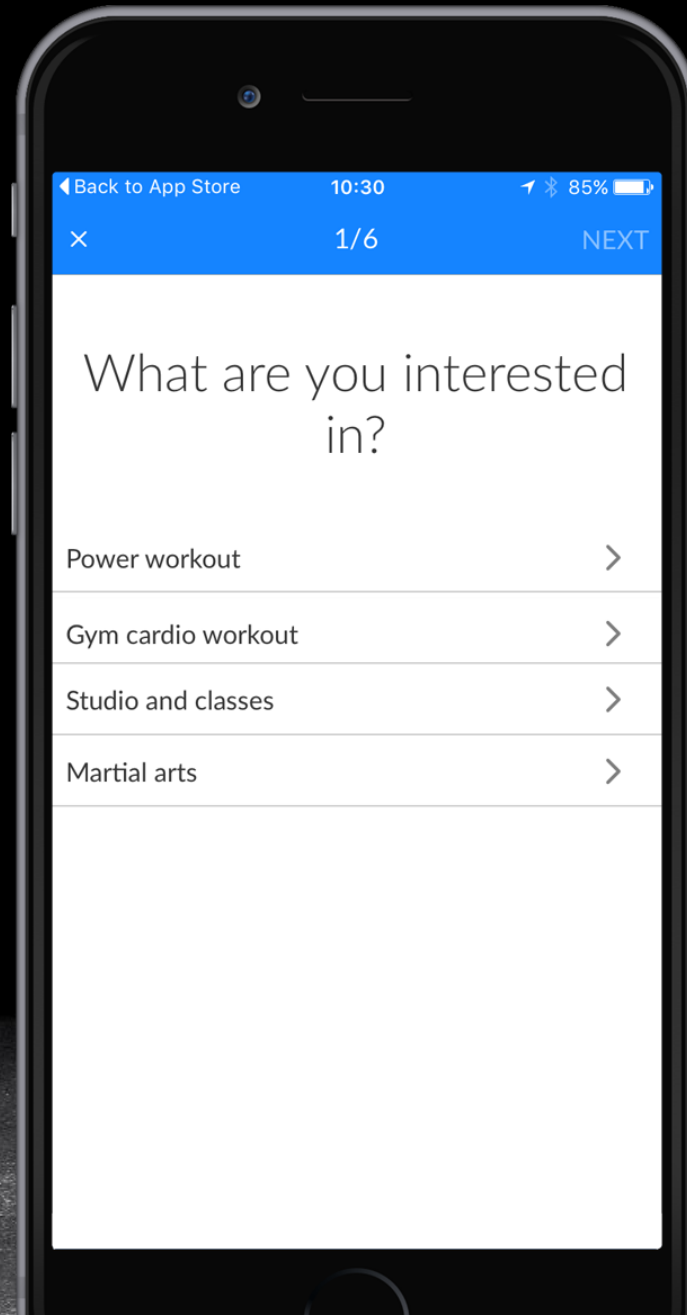 Back to App Store 10:30 85%
× 1/6 NEXT
What are you interested
in?
Power workout
Gym cardio workout
Studio and classes
Martial arts